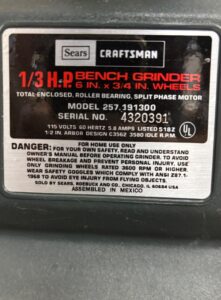 Sears CRAFTSMAN
1/3 H.P. BENCH GRINDER
6 IN. x 3/4 IN. WHEELS
TOTAL ENCLOSED, ROLLER BEARING, SPLIT PHASE MOTOR
MODEL 257.191300
SERIAL NO. 4320391
115 VOLTS 60 HERTZ 5.8 AMPS LISTED 518Z UL
1/2 IN. ARBOR DESIGN C3562 3580 IDLE R.P.M.
FOR HOME USE ONLY
DANGER: FOR YOUR OWN SAFETY, READ AND UNDERSTAND
OWNER'S MANUAL BEFORE OPERATING GRINDER. TO AVOID
WHEEL BREAKAGE AND PREVENT PERSONAL INJURY, USE
ONLY GRINDING WHEELS RATED 3600 RPM OR HIGHER.
WEAR SAFETY GOGGLES WHICH COMPLY WITH ANSI Z87.1-
1968 TO AVOID EYE INJURY FROM FLYING OBJECTS.
SOLD BY SEARS, ROEBUCK AND CO., CHICAGO, IL 60684 USA
ASSEMBLED IN MEXICO